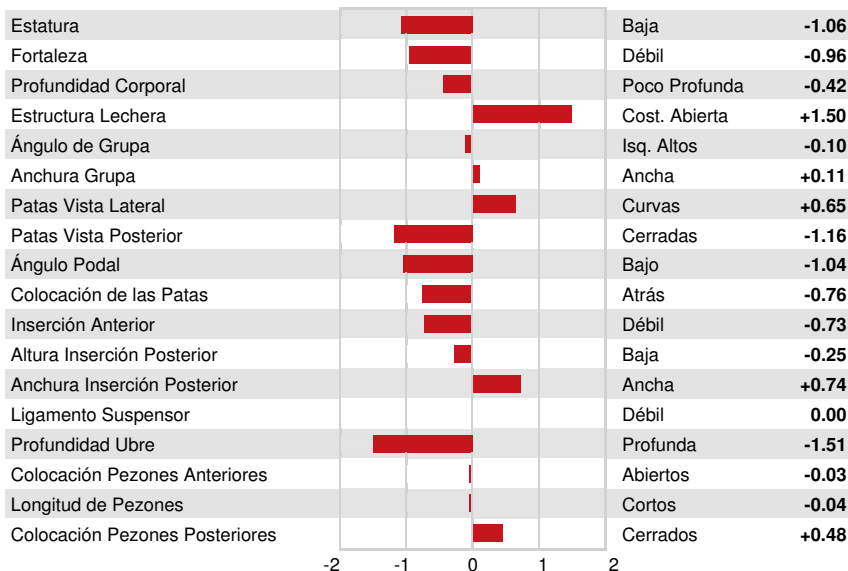 Estatura Baja -1.06
Fortaleza Débil -0.96
Profundidad Corporal Poco Profunda -0.42
Estructura Lechera Cost. Abierta +1.50
Ángulo de Grupa Isq. Altos -0.10
Anchura Grupa Ancha +0.11
Patas Vista Lateral Curvas +0.65
Patas Vista Posterior Cerradas -1.16
Ángulo Podal Bajo -1.04
Colocación de las Patas Atrás -0.76
Inserción Anterior Débil -0.73
Altura Inserción Posterior Baja -0.25
Anchura Inserción Posterior Ancha +0.74
Ligamento Suspensor Débil 0.00
Profundidad Ubre Profunda -1.51
Colocación Pezones Anteriores Abiertos -0.03
Longitud de Pezones Cortos -0.04
Colocación Pezones Posteriores Cerrados +0.48
-2 -1 0 1 2